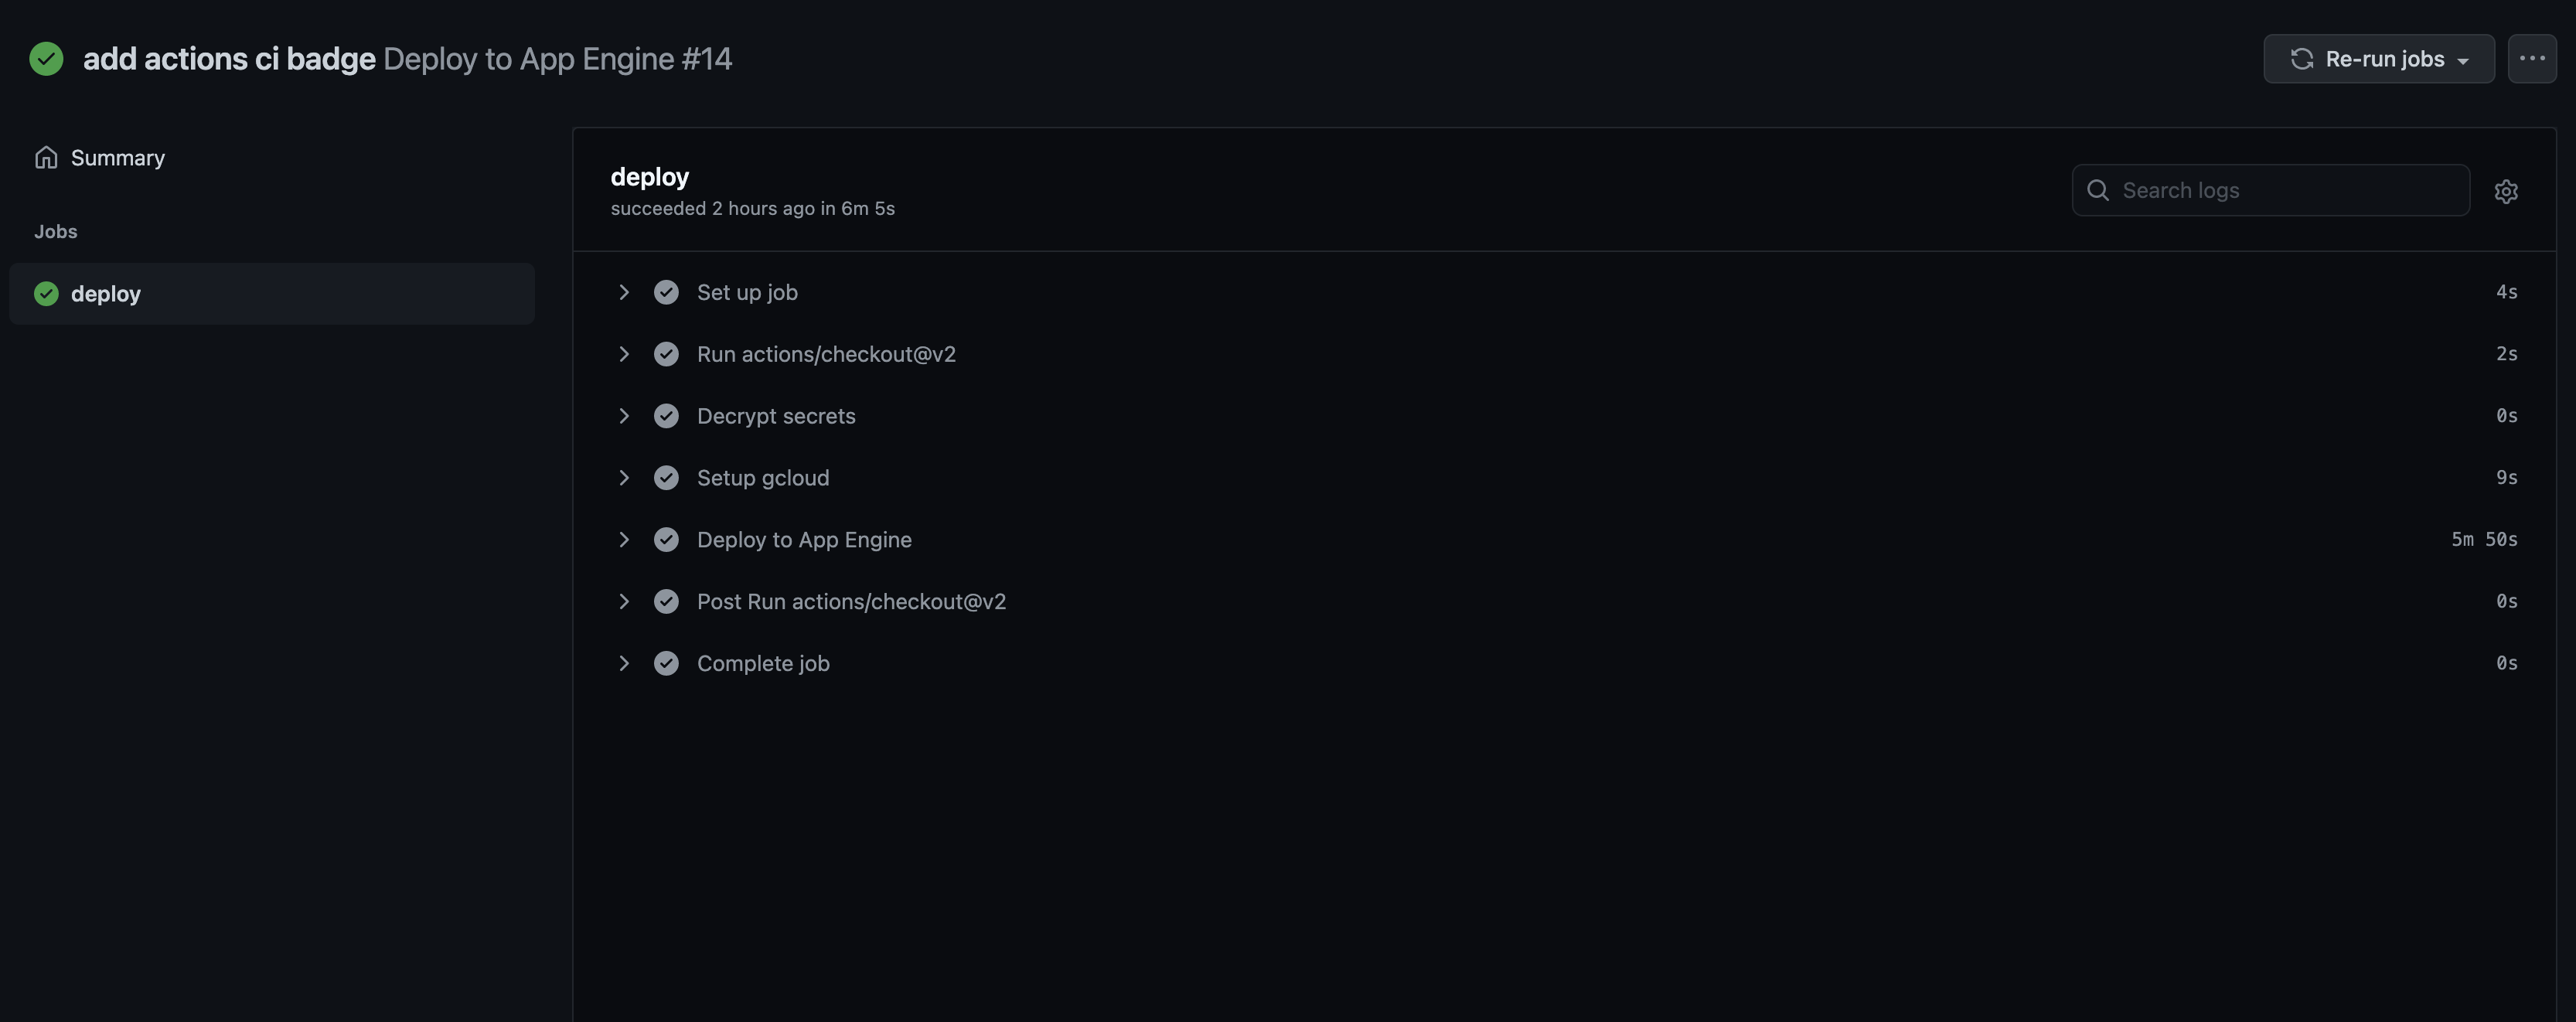 add actions ci badge Deploy to App Engine #14
Re-run jobs
Summary
Jobs
deploy
deploy
succeeded 2 hours ago in 6m 5s
Search logs
Set up job 4s
Run actions/checkout@v2 2s
Decrypt secrets 0s
Setup gcloud 9s
Deploy to App Engine 5m 50s
Post Run actions/checkout@v2 0s
Complete job 0s